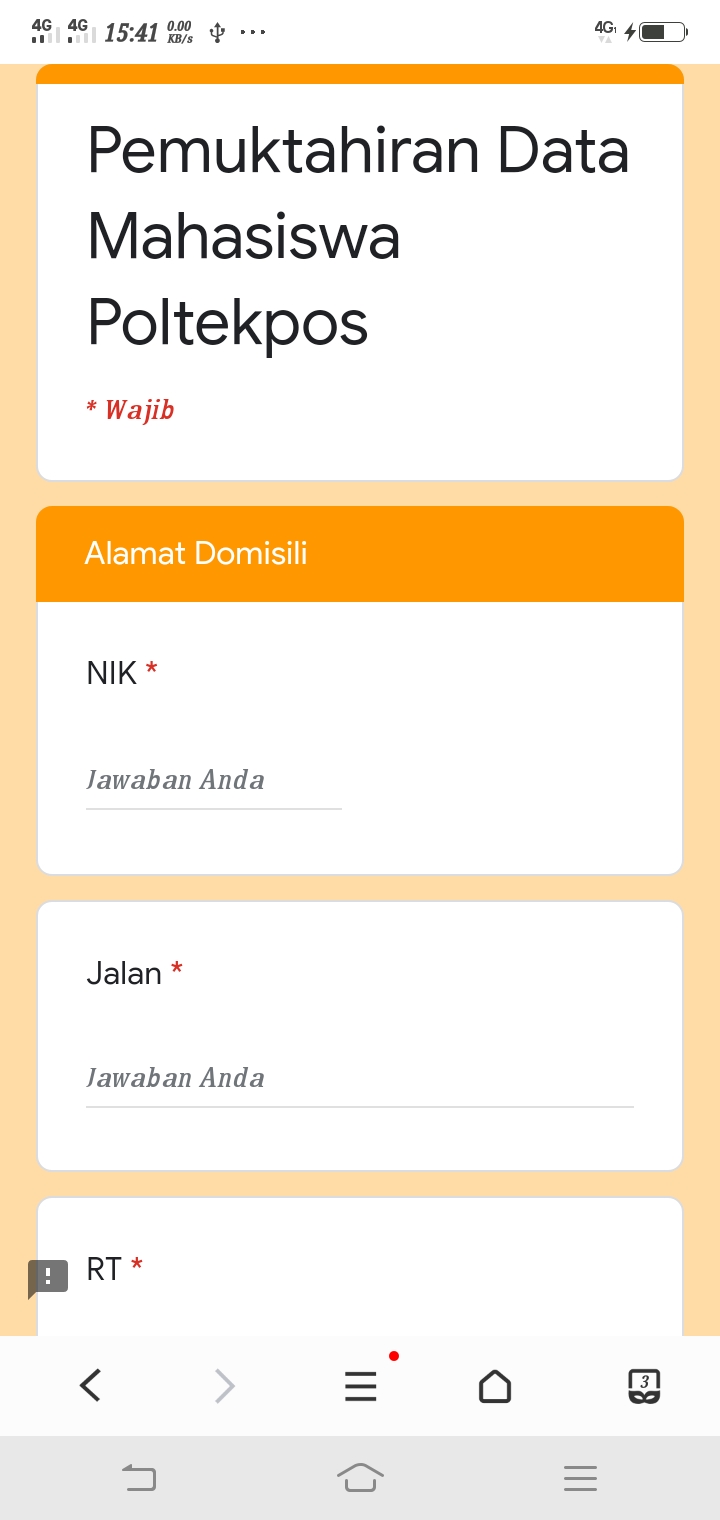 4G 4G 15:41 0.00 KB/s 4G
Pemuktahiran Data
Mahasiswa
Poltekpos
* Wajib
Alamat Domisili
NIK *
Jawaban Anda
Jalan *
Jawaban Anda
RT *
3